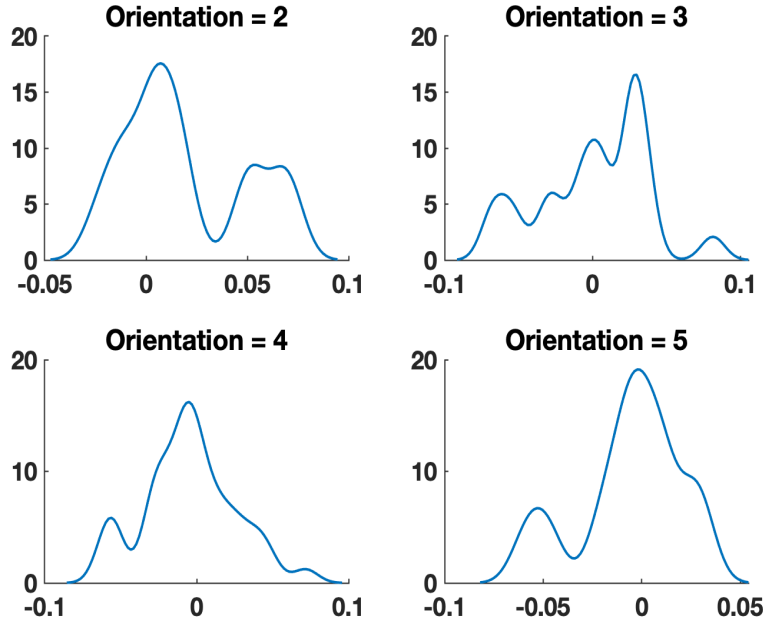 Orientation = 2
20
15
10
5
0
-0.05 0 0.05 0.1
Orientation = 3
20
15
10
5
0
-0.1 0 0.1
Orientation = 4
20
10
0
-0.1 0 0.1
Orientation = 5
20
10
0
-0.1 -0.05 0 0.05